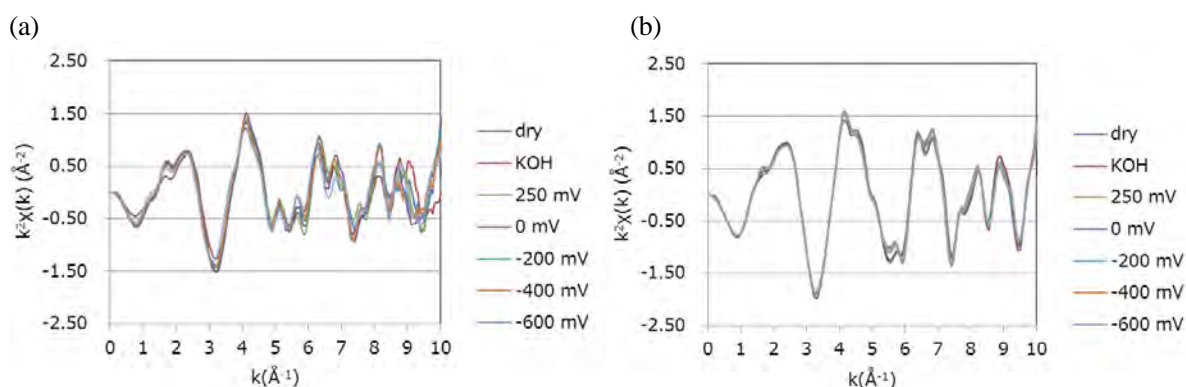 (a)
(b)
k²χ(k) (Å⁻²)
2.50
1.50
0.50
-0.50
-1.50
-2.50
0 1 2 3 4 5 6 7 8 9 10
k(Å⁻¹)
dry
KOH
250 mV
0 mV
-200 mV
-400 mV
-600 mV
k²χ(k) (Å⁻²)
2.50
1.50
0.50
-0.50
-1.50
-2.50
0 1 2 3 4 5 6 7 8 9 10
k(Å⁻¹)
dry
KOH
250 mV
0 mV
-200 mV
-400 mV
-600 mV